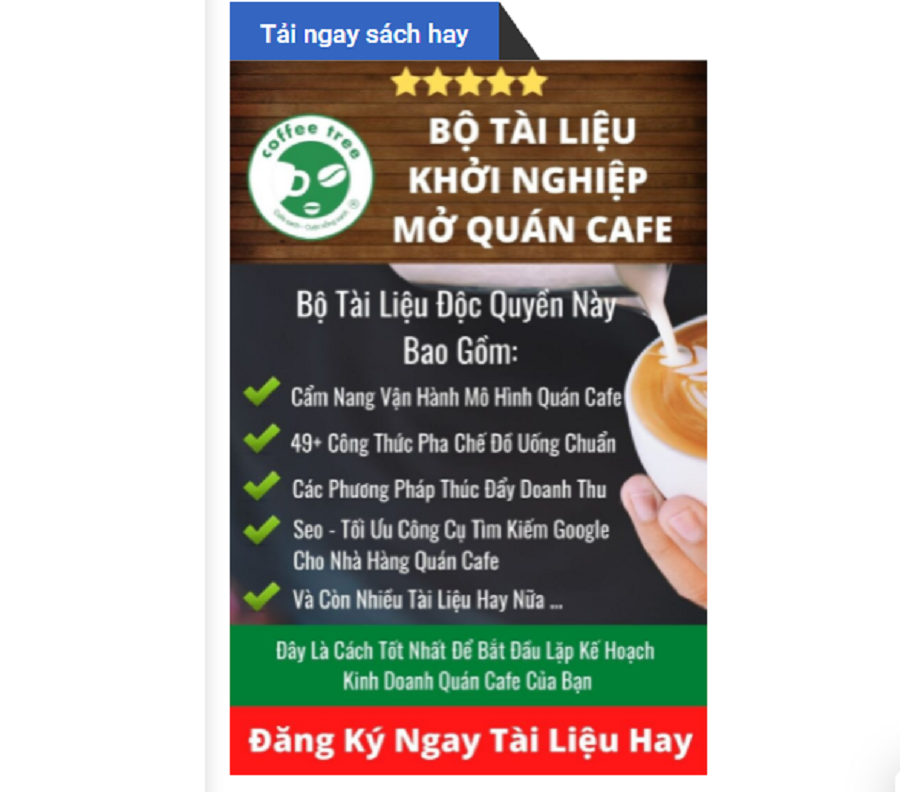 Tải ngay sách hay
coffee tree
BỘ TÀI LIỆU
KHỞI NGHIỆP
MỞ QUÁN CAFE
Bộ Tài Liệu Độc Quyền Này
Bao Gồm:
Cẩm Nang Vận Hành Mô Hình Quán Cafe
49+ Công Thức Pha Chế Đồ Uống Chuẩn
Các Phương Pháp Thúc Đẩy Doanh Thu
Seo - Tối Ưu Công Cụ Tìm Kiếm Google
Cho Nhà Hàng Quán Cafe
Và Còn Nhiều Tài Liệu Hay Nữa ...
Đây Là Cách Tốt Nhất Để Bắt Đầu Lặp Kế Hoạch
Kinh Doanh Quán Cafe Của Bạn
Đăng Ký Ngay Tài Liệu Hay